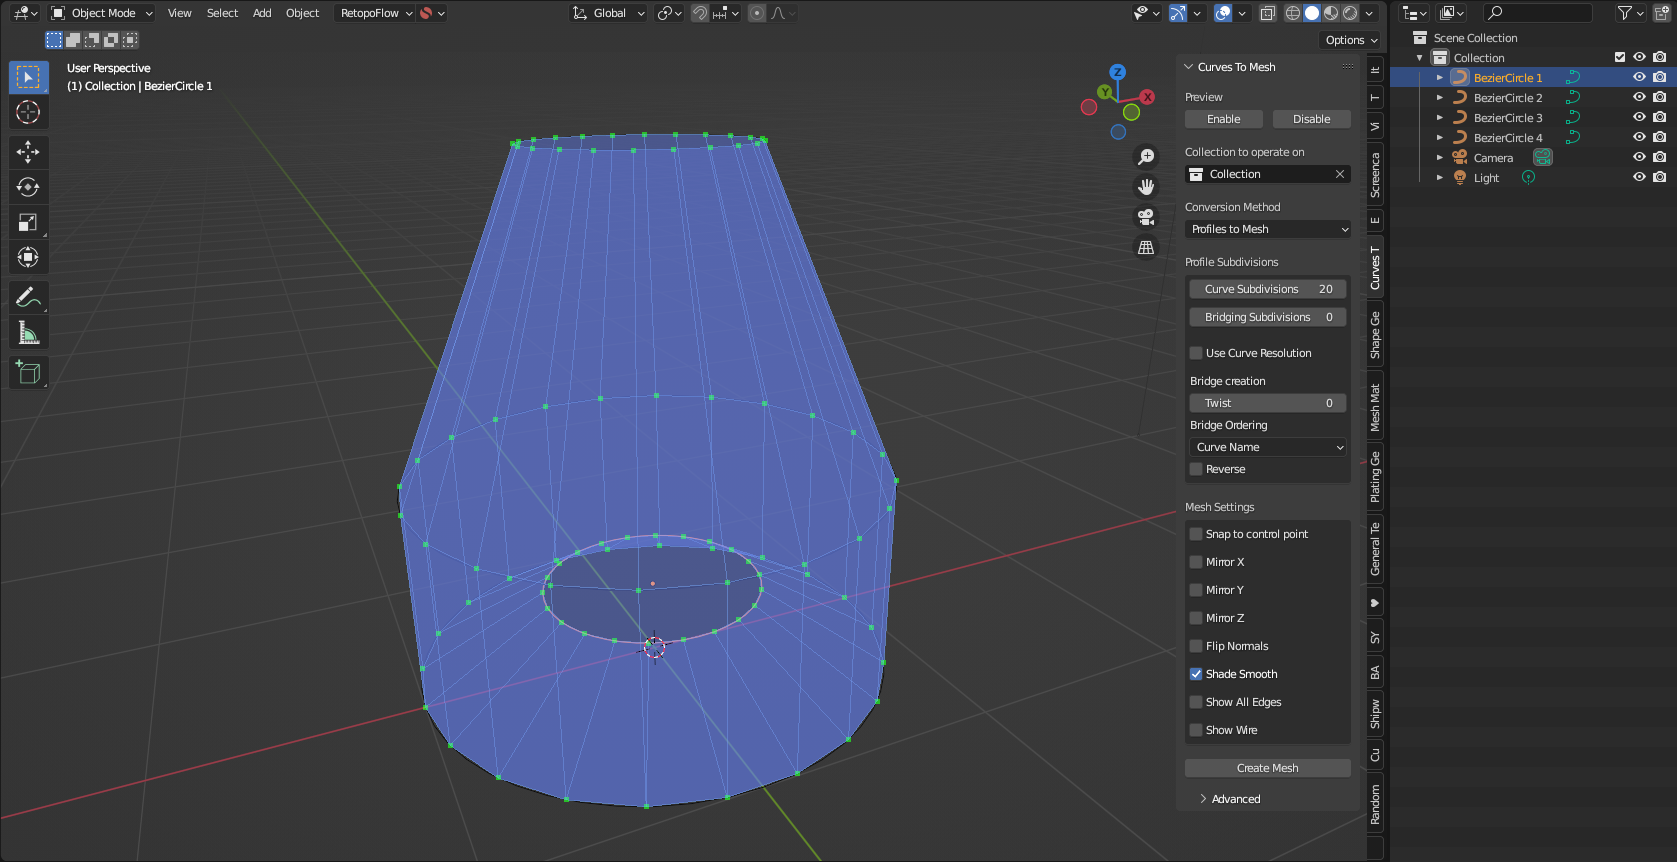 Object Mode
View
Select
Add
Object
RetopoFlow
Global
Options
User Perspective
(1) Collection | BezierCircle 1
Z
Y
X
Curves To Mesh
Preview
Enable
Disable
Collection to operate on
Collection
Conversion Method
Profiles to Mesh
Profile Subdivisions
Curve Subdivisions 20
Bridging Subdivisions 0
Use Curve Resolution
Bridge creation
Twist 0
Bridge Ordering
Curve Name
Reverse
Mesh Settings
Snap to control point
Mirror X
Mirror Y
Mirror Z
Flip Normals
Shade Smooth
Show All Edges
Show Wire
Create Mesh
Advanced
It
T
Vi
Screenca
E
Curves T
Shape Ge
Mesh Mat
Plating Ge
General Te
SY
BA
Shipw
Cu
Random
Scene Collection
Collection
BezierCircle 1
BezierCircle 2
BezierCircle 3
BezierCircle 4
Camera
Light